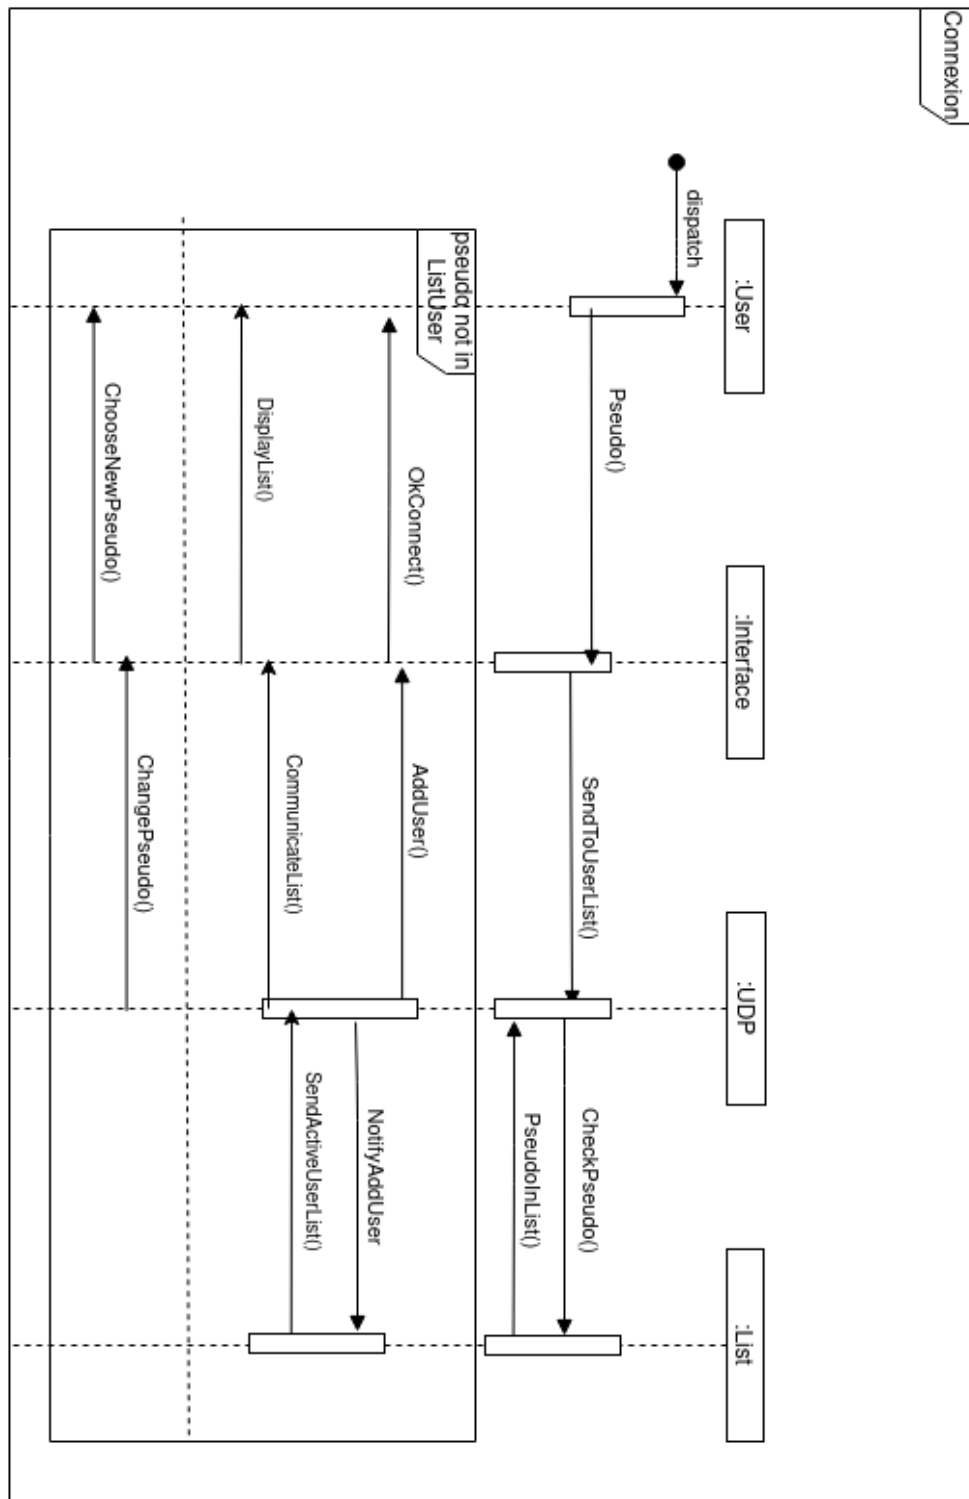 Connexion
dispatch
:User
:Interface
:UDP
:List
Pseudo()
SendToUserList()
CheckPseudo()
PseudoInList()
pseudo not in
ListUser
AddUser()
OkConnect()
NotifyAddUser
SendActiveUserList()
CommunicateList()
DisplayList()
ChangePseudo()
ChooseNewPseudo()